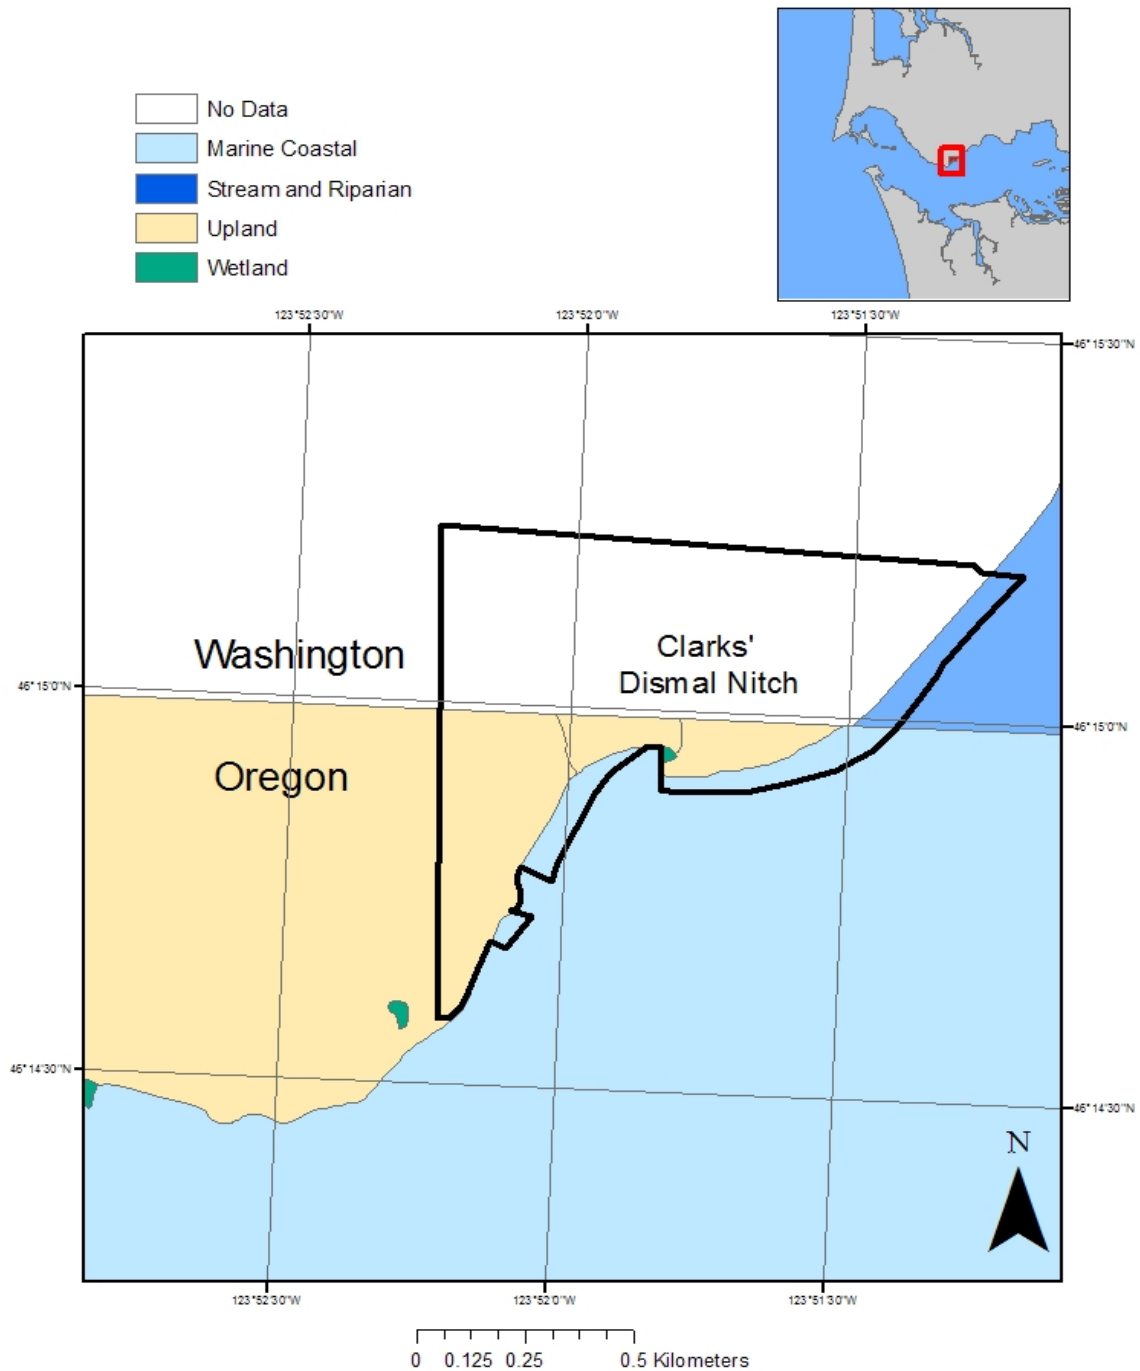 No Data
Marine Coastal
Stream and Riparian
Upland
Wetland
123°52'30"W 123°52'0"W 123°51'30"W
46°15'30"N
Washington
Clarks'
Dismal Nitch
46°15'0"N
46°15'0"N
Oregon
46°14'30"N
46°14'30"N
N
123°52'30"W 123°52'0"W 123°51'30"W
0 0.125 0.25 0.5 Kilometers